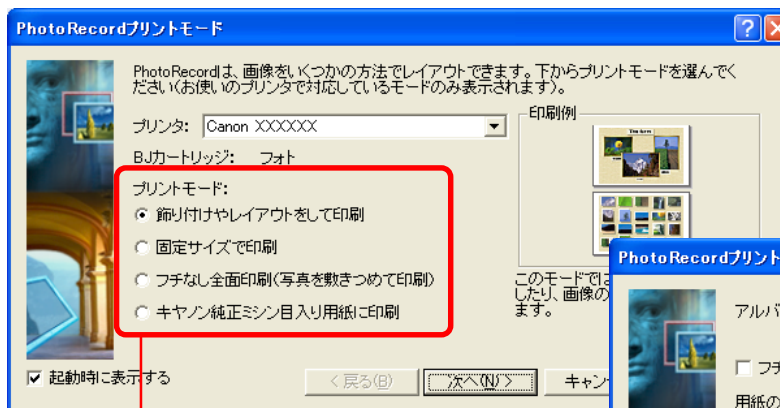 PhotoRecordプリントモード
PhotoRecordは、画像をいくつかの方法でレイアウトできます。下からプリントモードを選んでく
ださい(お使いのプリンタで対応しているモードのみ表示されます)。
プリンタ: Canon XXXXXX
印刷例
BJカートリッジ: フォト
プリントモード:
飾り付けやレイアウトをして印刷
固定サイズで印刷
フチなし全面印刷(写真を敷きつめて印刷)
キヤノン純正ミシン目入り用紙に印刷
このモードでは
したり、画像の
ます。
起動時に表示する
< 戻る(B)
次へ(N) >
キャン
PhotoRecordプリント
アルバ
フチ
用紙の